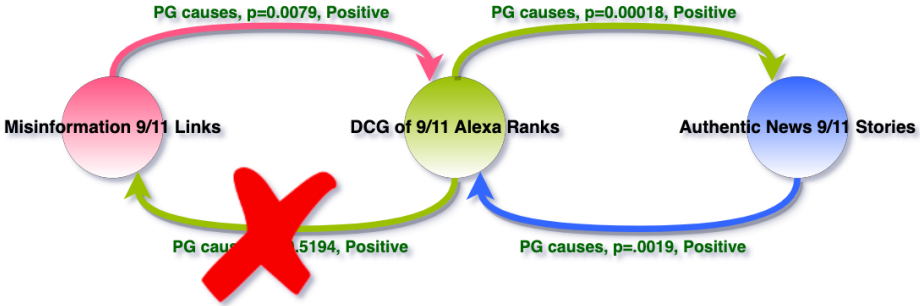 PG causes, p=0.0079, Positive
PG causes, p=0.00018, Positive
Misinformation 9/11 Links
DCG of 9/11 Alexa Ranks
Authentic News 9/11 Stories
PG .5194, Positive
PG causes, p=.0019, Positive